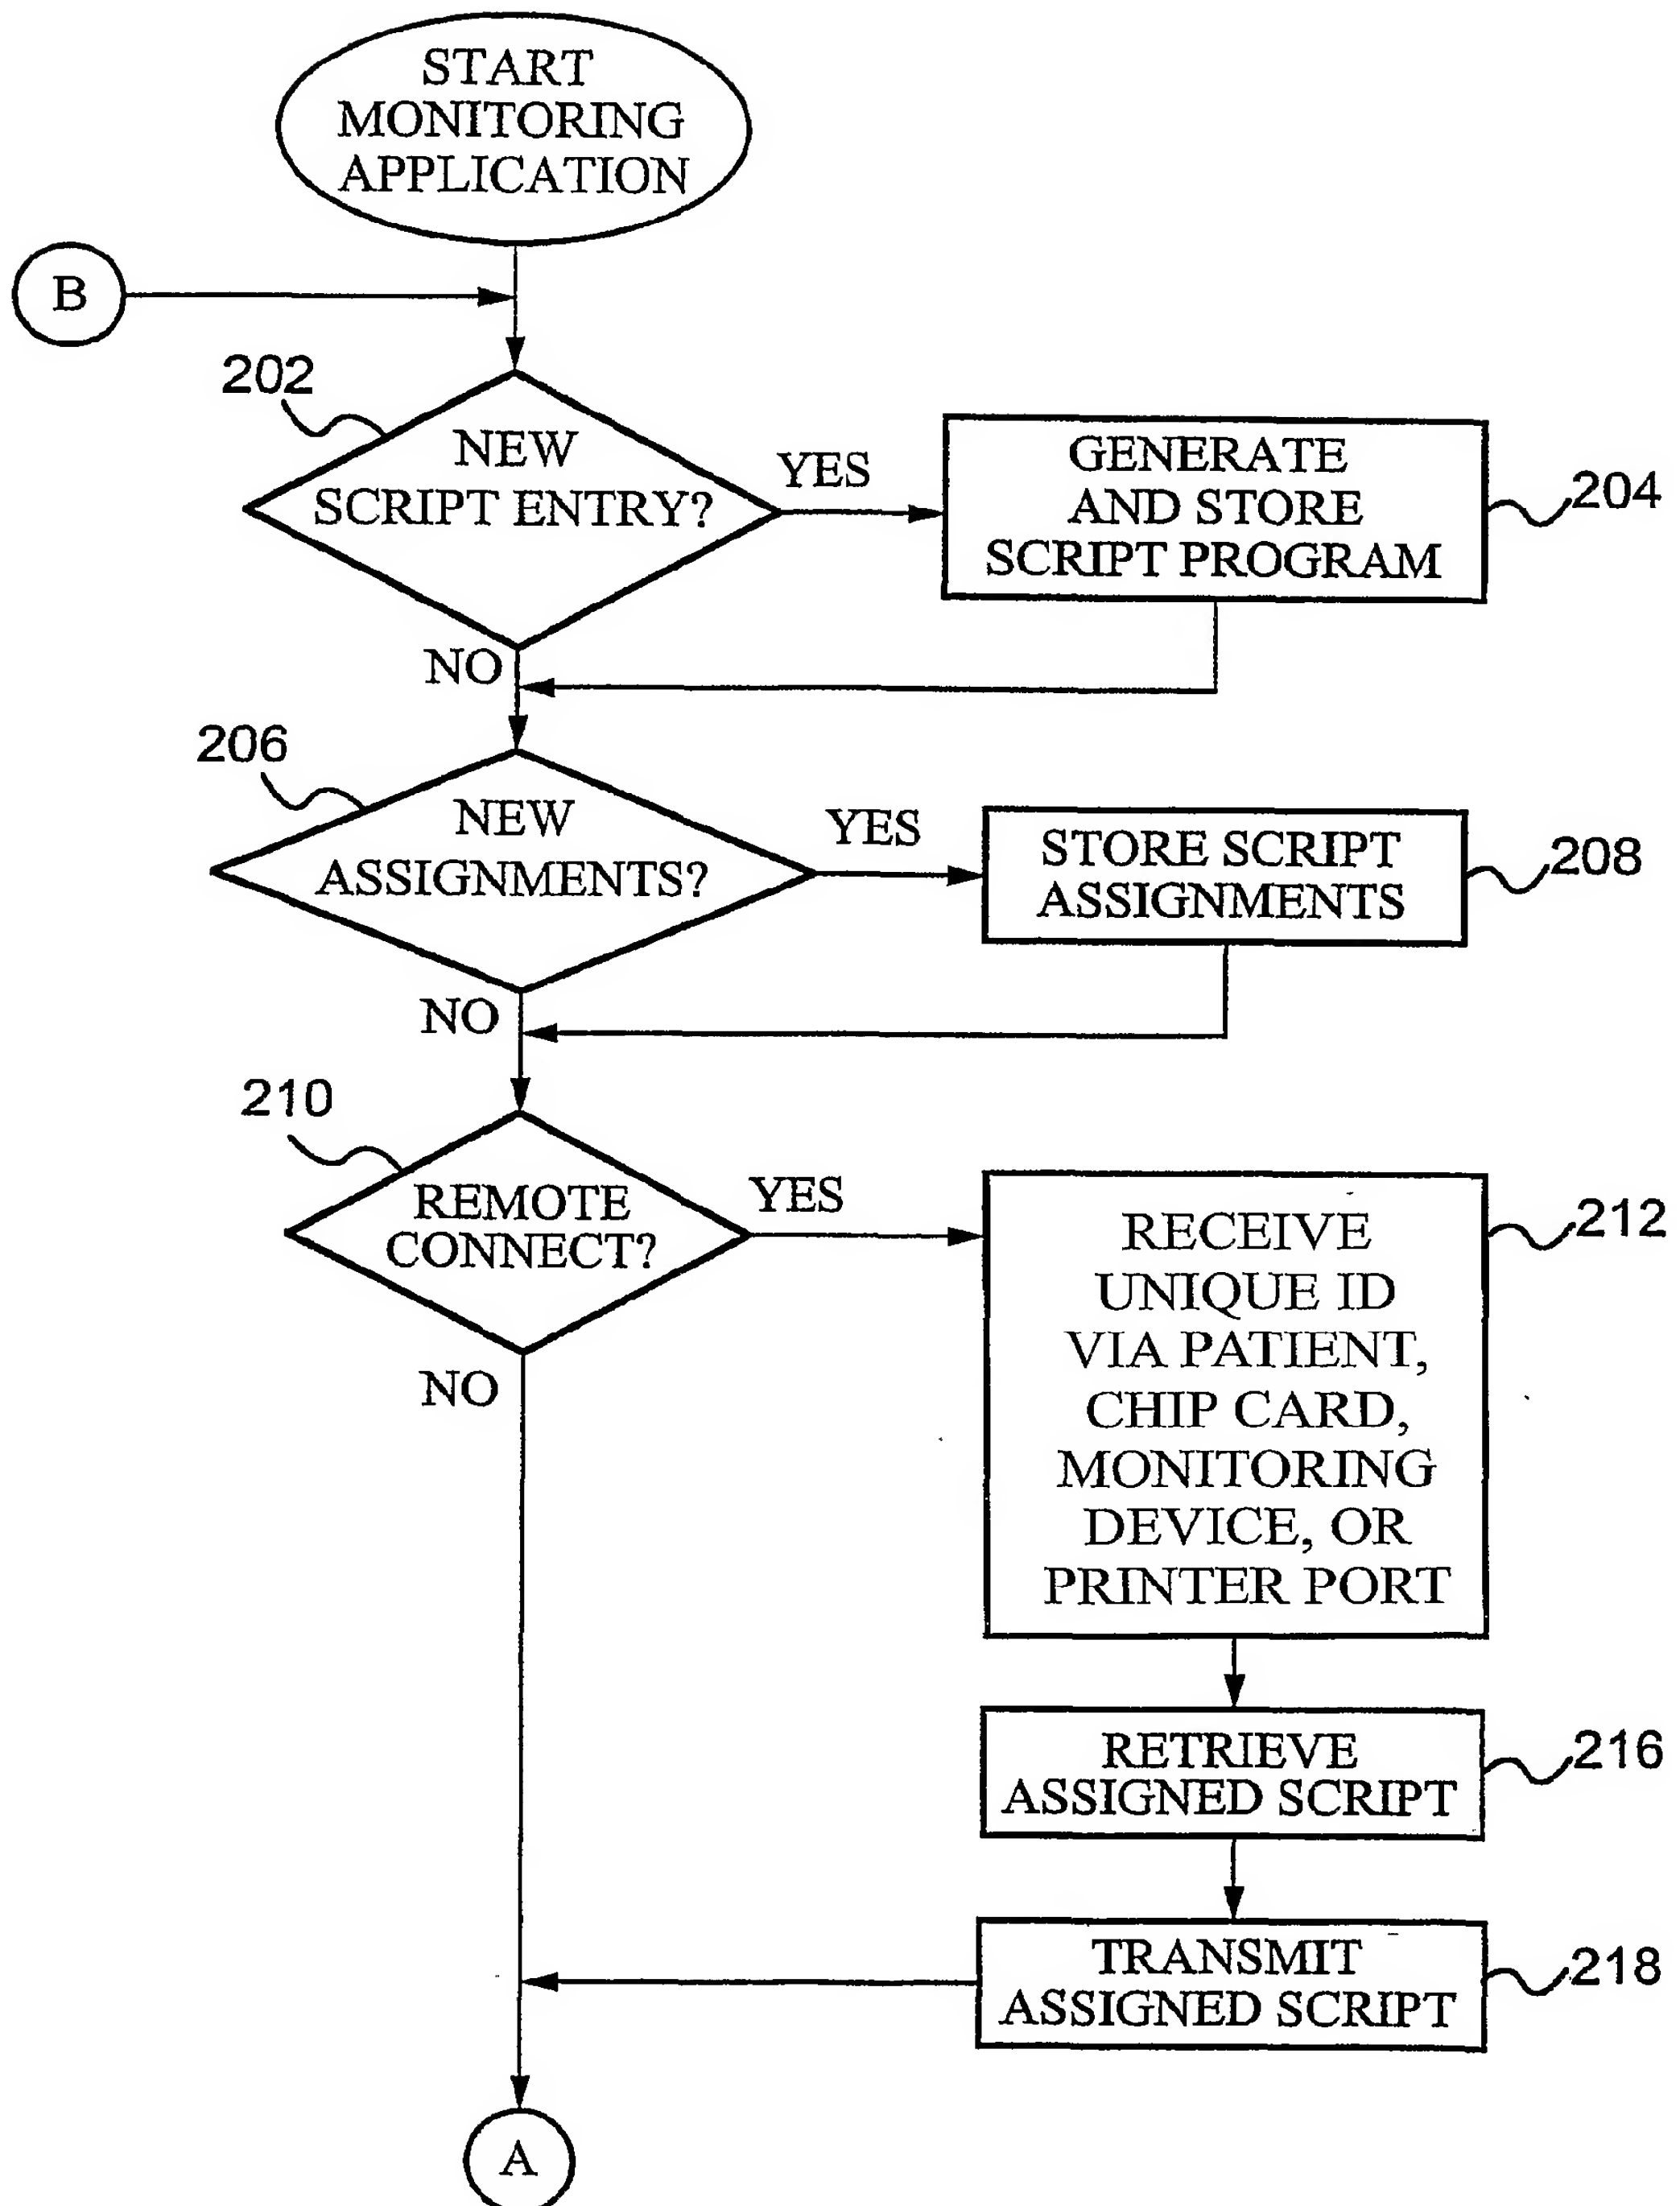 START
MONITORING
APPLICATION
B
202
NEW
SCRIPT ENTRY?
YES
GENERATE
AND STORE
SCRIPT PROGRAM
204
NO
206
NEW
ASSIGNMENTS?
YES
STORE SCRIPT
ASSIGNMENTS
208
NO
210
REMOTE
CONNECT?
YES
RECEIVE
UNIQUE ID
VIA PATIENT,
CHIP CARD,
MONITORING
DEVICE, OR
PRINTER PORT
212
NO
RETRIEVE
ASSIGNED SCRIPT
216
TRANSMIT
ASSIGNED SCRIPT
218
A